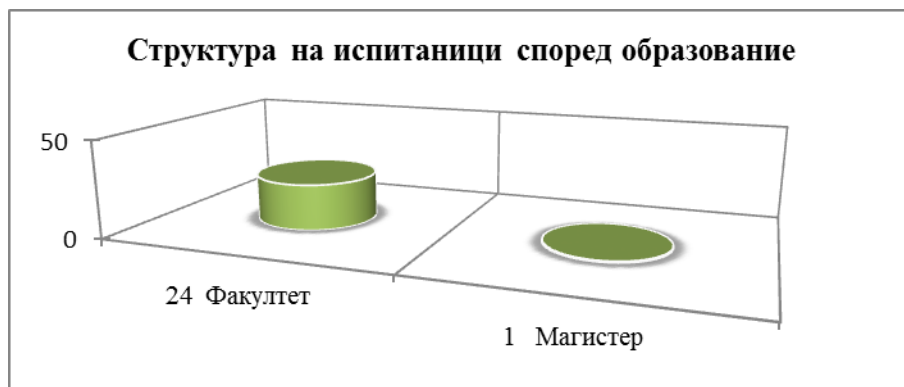 Структура на испитаници според образование
50
0
24 Факултет
1 Магистер